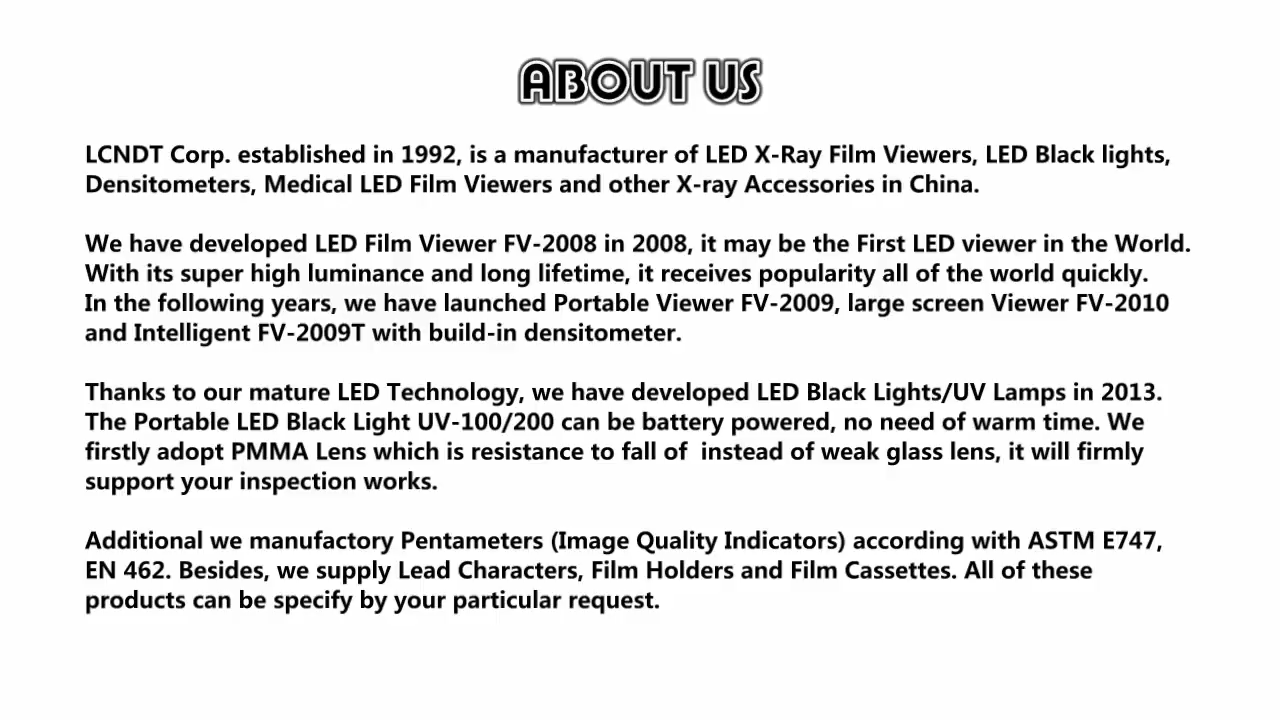 ABOUT US
LCNDT Corp. established in 1992, is a manufacturer of LED X-Ray Film Viewers, LED Black lights,
Densitometers, Medical LED Film Viewers and other X-ray Accessories in China.
We have developed LED Film Viewer FV-2008 in 2008, it may be the First LED viewer in the World.
With its super high luminance and long lifetime, it receives popularity all of the world quickly.
In the following years, we have launched Portable Viewer FV-2009, large screen Viewer FV-2010
and Intelligent FV-2009T with build-in densitometer.
Thanks to our mature LED Technology, we have developed LED Black Lights/UV Lamps in 2013.
The Portable LED Black Light UV-100/200 can be battery powered, no need of warm time. We
firstly adopt PMMA Lens which is resistance to fall of  instead of weak glass lens, it will firmly
support your inspection works.
Additional we manufactory Pentameters (Image Quality Indicators) according with ASTM E747,
EN 462. Besides, we supply Lead Characters, Film Holders and Film Cassettes. All of these
products can be specify by your particular request.